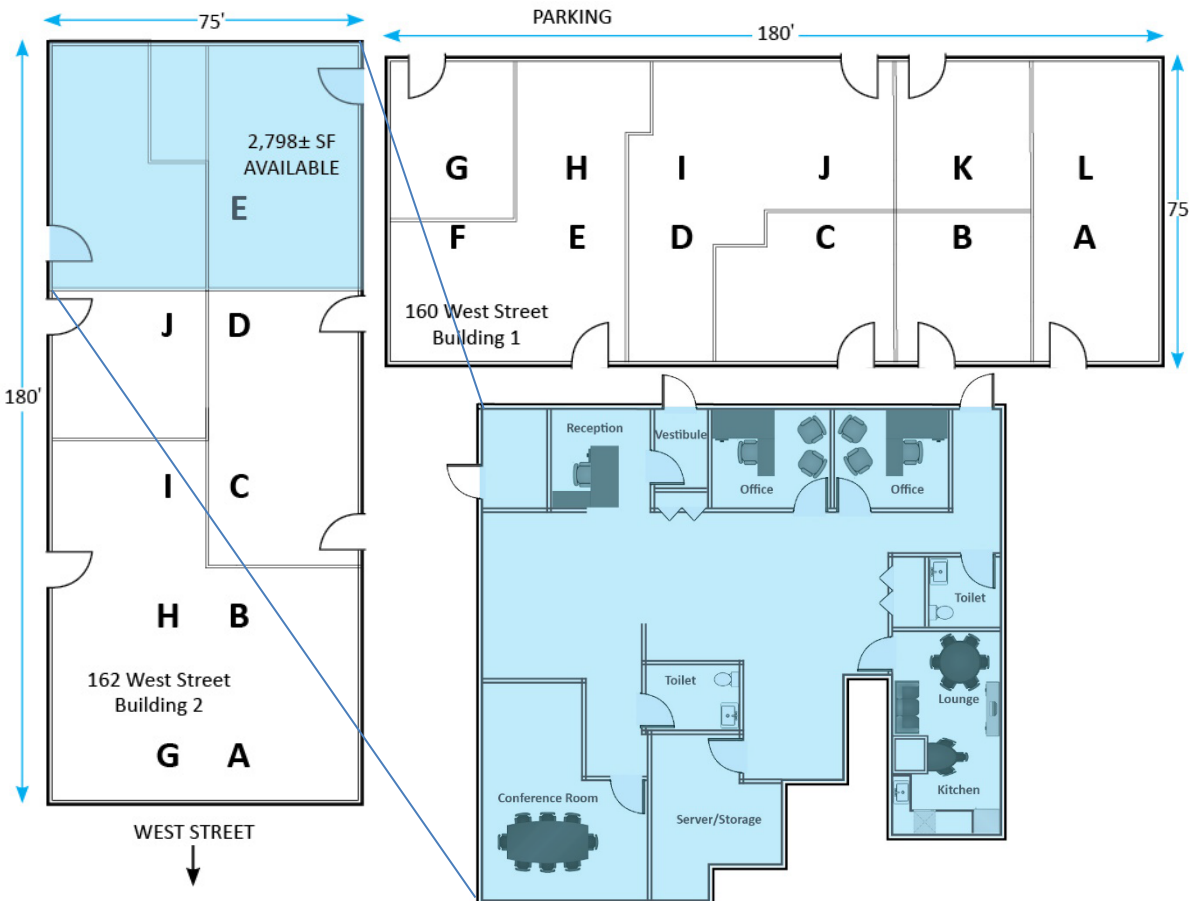 PARKING
75'
180'
180'
75
2,798± SF
AVAILABLE
E
J
D
I
C
H
B
162 West Street
Building 2
G
A
WEST STREET
G
H
I
J
K
L
F
E
D
C
B
A
160 West Street
Building 1
Reception
Vestibule
Office
Office
Toilet
Toilet
Lounge
Kitchen
Conference Room
Server/Storage